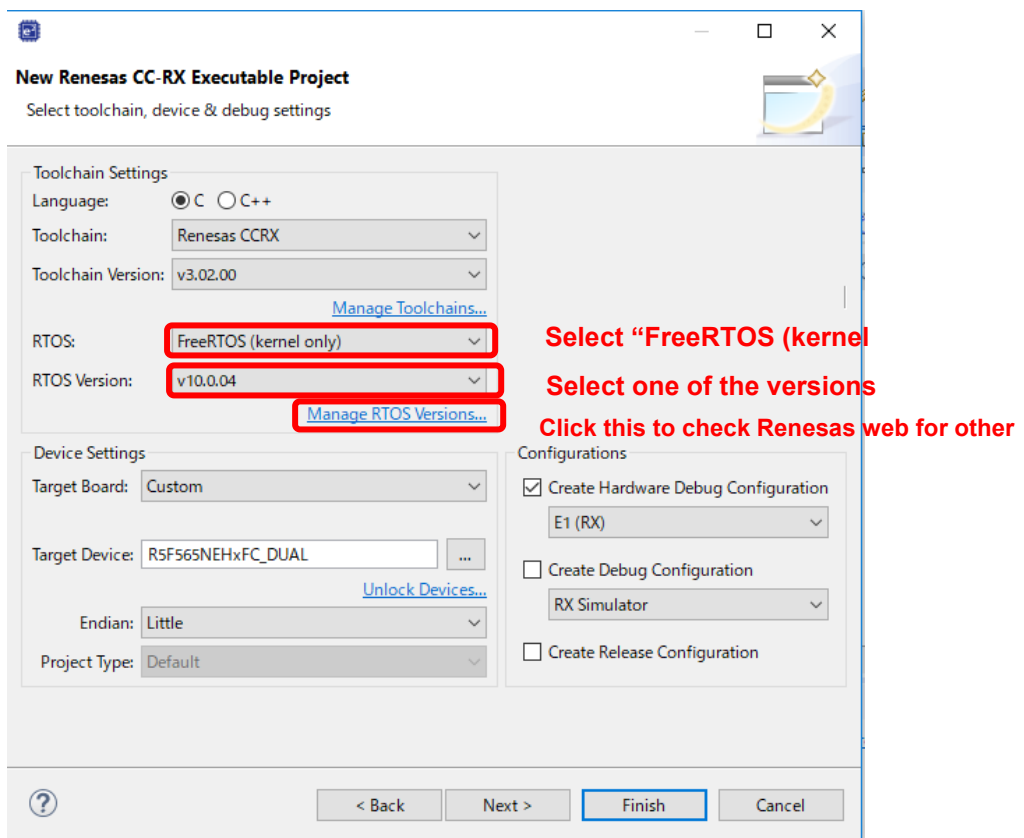 New Renesas CC-RX Executable Project
Select toolchain, device & debug settings
Toolchain Settings
Language: C C++
Toolchain: Renesas CCRX
Toolchain Version: v3.02.00
Manage Toolchains...
RTOS: FreeRTOS (kernel only)
Select “FreeRTOS (kernel
RTOS Version: v10.0.04
Select one of the versions
Manage RTOS Versions...
Click this to check Renesas web for other
Device Settings
Target Board: Custom
Target Device: R5F565NEHxFC_DUAL ...
Unlock Devices...
Endian: Little
Project Type: Default
Configurations
Create Hardware Debug Configuration
E1 (RX)
Create Debug Configuration
RX Simulator
Create Release Configuration
? < Back Next > Finish Cancel